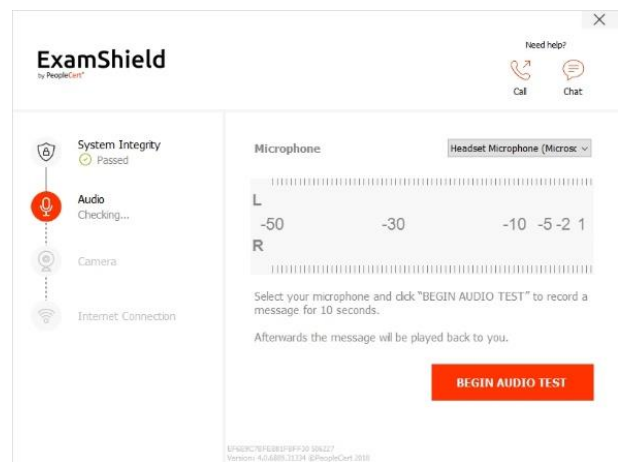 Need help?
ExamShield
by PeopleCert®
Call
Chat
System Integrity
Passed
Microphone
Headset Microphone (Microsc
Audio
Checking...
L
-50 -30 -10 -5 -2 1
R
Camera
Select your microphone and click "BEGIN AUDIO TEST" to record a
message for 10 seconds.
Internet Connection
Afterwards the message will be played back to you.
BEGIN AUDIO TEST
©PeopleCert 2018